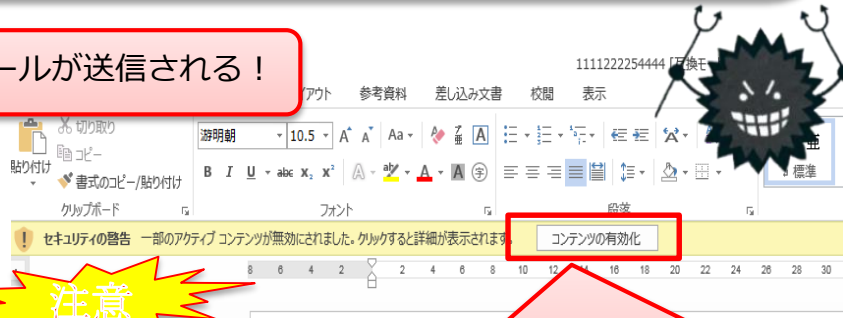 ールが送信される！
1111222254444 [互換モー
アウト 参考資料 差し込み文書 校閲 表示
切り取り
コピー
貼り付け
書式のコピー/貼り付け
游明朝 10.5 A A Aa 亜 A
B I U abc x₂ x² A ab A A 字
標準
クリップボード フォント 段落
セキュリティの警告 一部のアクティブ コンテンツが無効にされました。クリックすると詳細が表示されます。 コンテンツの有効化
8 6 4 2 2 4 6 8 10 12 14 16 18 20 22 24 26 28 30
注意